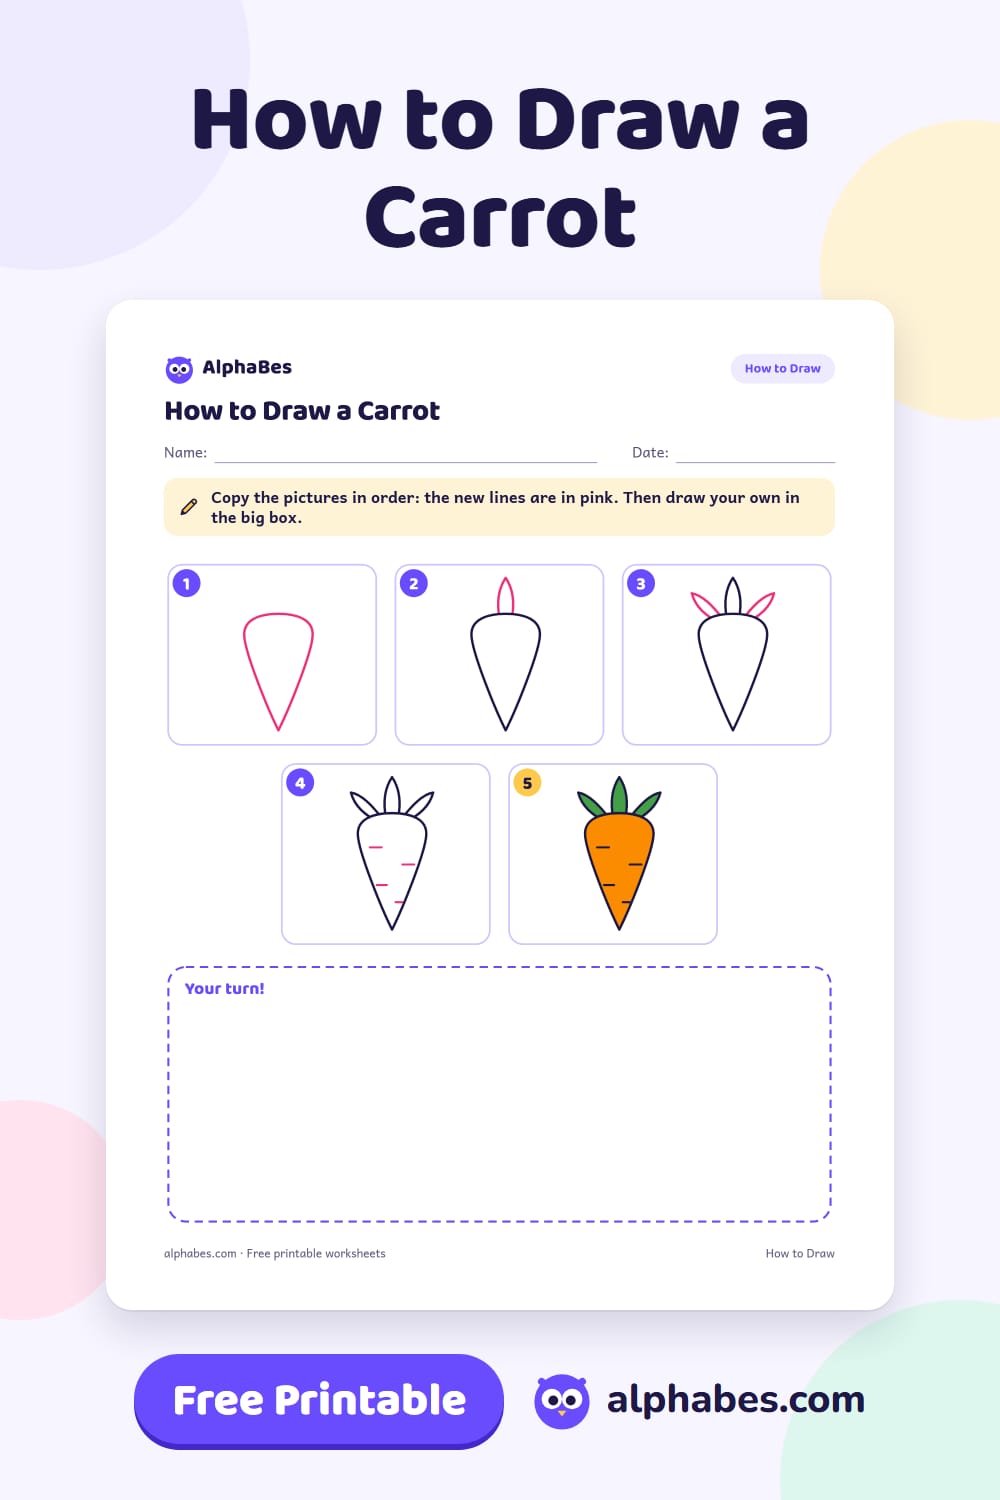 How to Draw a
Carrot
AlphaBes
How to Draw
How to Draw a Carrot
Name:
Date:
Copy the pictures in order: the new lines are in pink. Then draw your own in
the big box.
1
2
3
4
5
Your turn!
alphabes.com · Free printable worksheets
How to Draw
Free Printable
alphabes.com